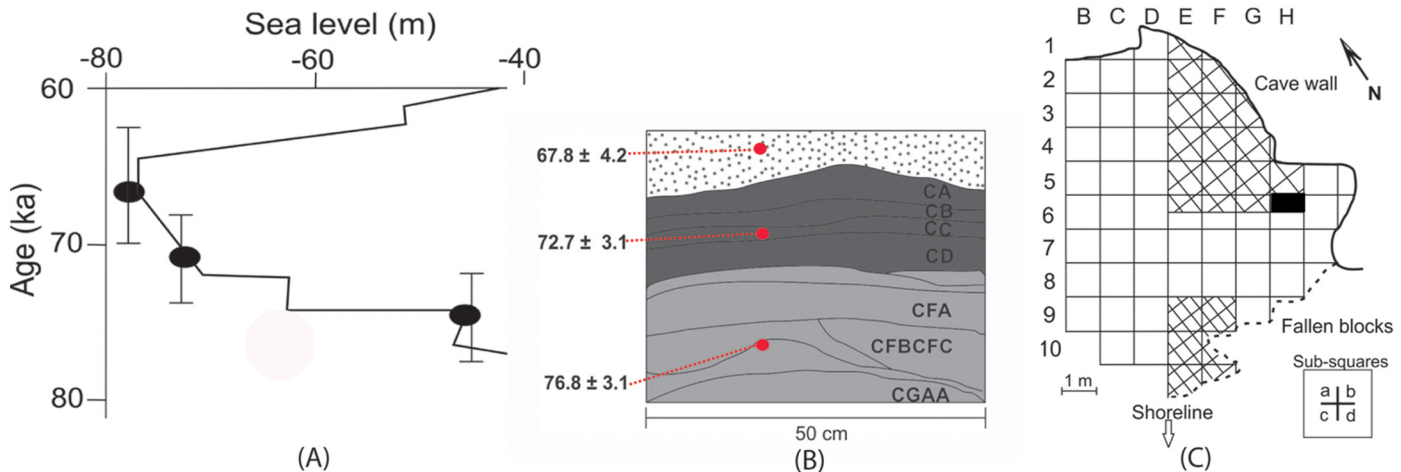 Sea level (m)
-80
-60
-40
60
70
80
Age (ka)
(A)
67.8 ± 4.2
72.7 ± 3.1
76.8 ± 3.1
CA
CB
CC
CD
CFA
CFBCFC
CGAA
50 cm
(B)
(C)
B C D E F G H
1
2
3
4
5
6
7
8
9
10
Cave wall
N
Fallen blocks
Sub-squares
a b
c d
1 m
Shoreline